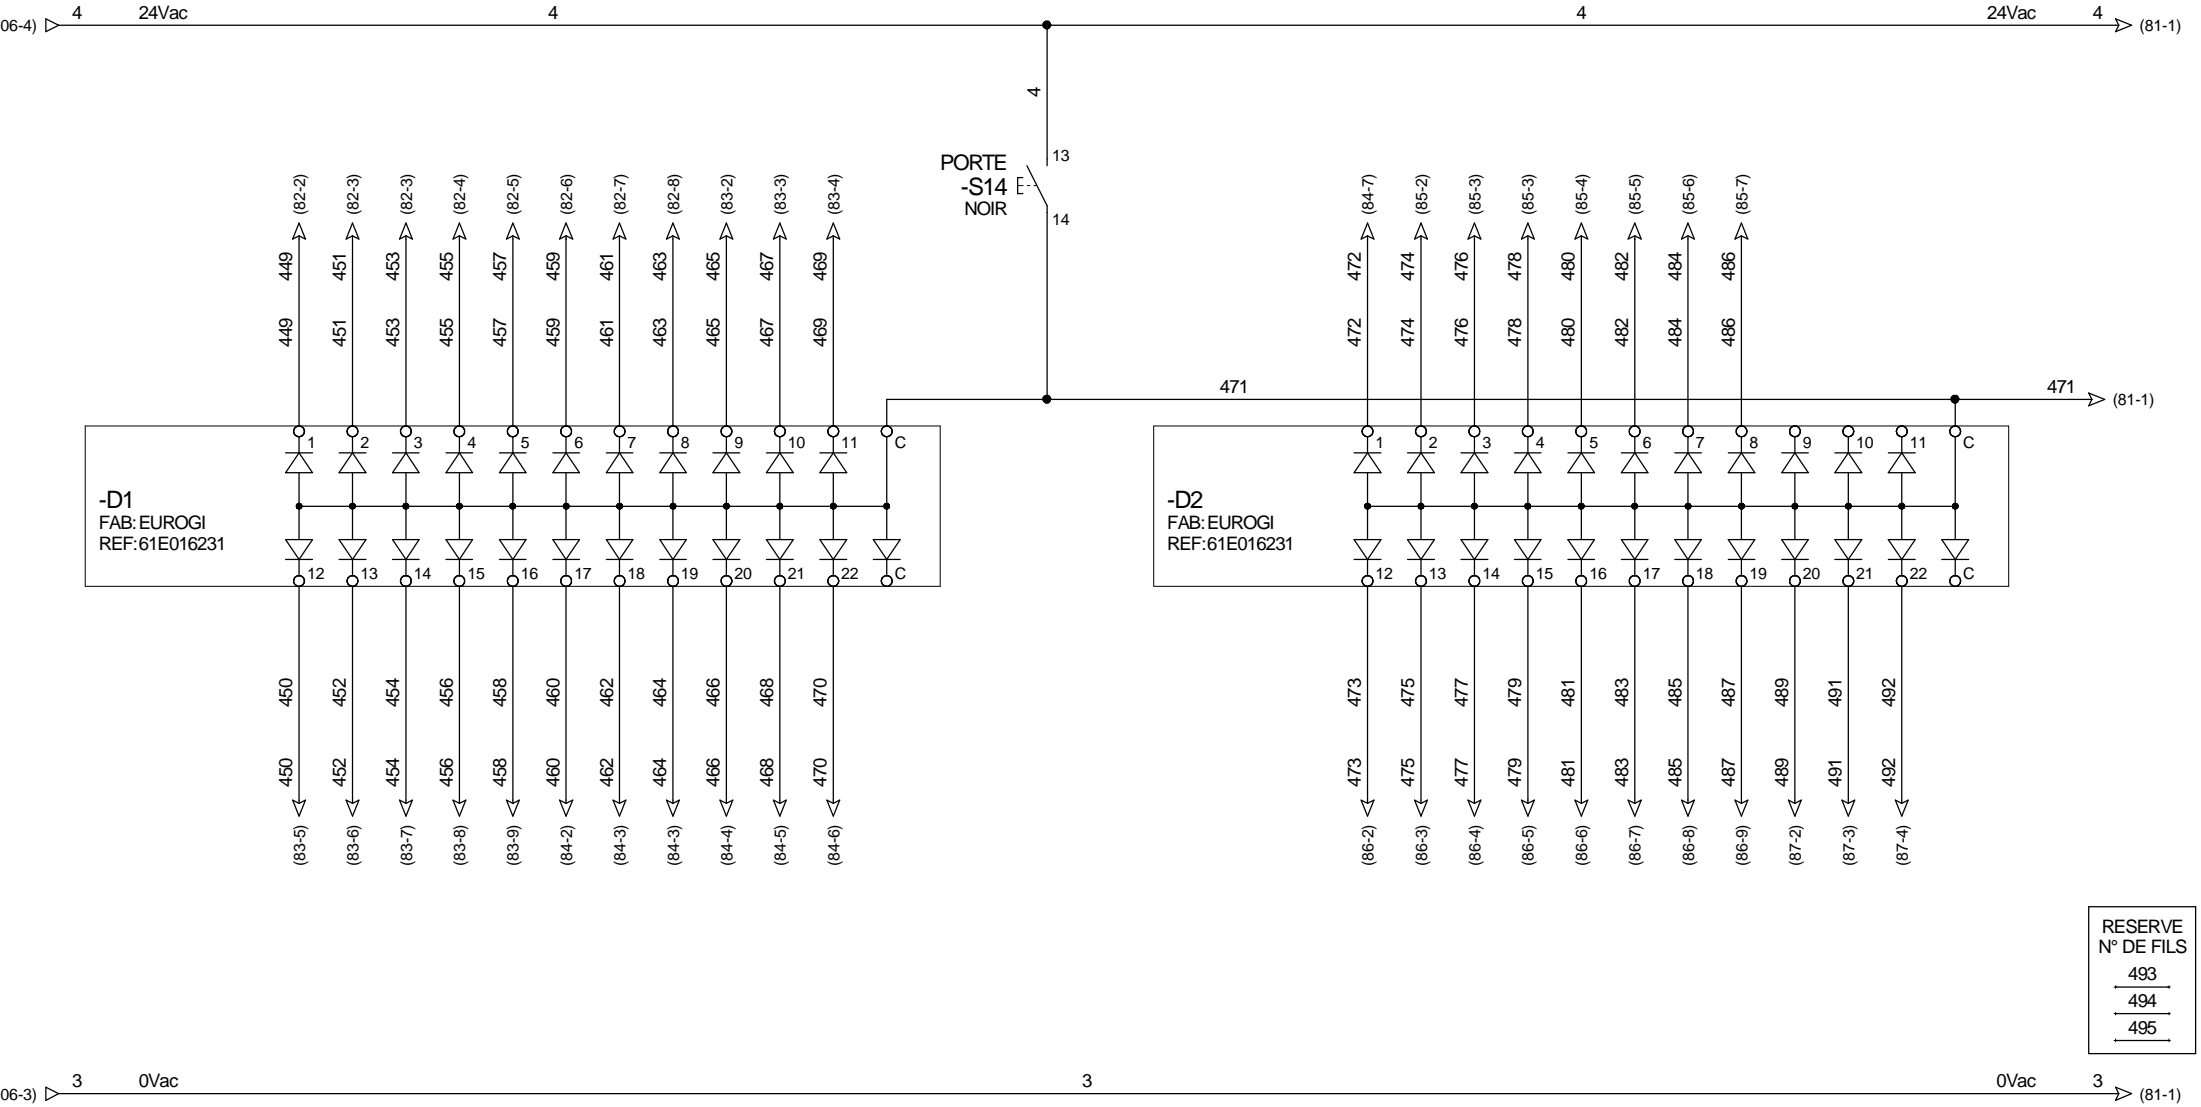 4 24Vac 4 4 24Vac 4
06-4) (81-1)
4
13
PORTE
-S14
NOIR
14
(82-2) (82-3) (82-3) (82-4) (82-5) (82-6) (82-7) (82-8) (83-2) (83-3) (83-4)
449 451 453 455 457 459 461 463 465 467 469
449 451 453 455 457 459 461 463 465 467 469
(84-7) (85-2) (85-3) (85-3) (85-4) (85-5) (85-6) (85-7)
472 474 476 478 480 482 484 486
472 474 476 478 480 482 484 486
471 471 (81-1)
1 2 3 4 5 6 7 8 9 10 11 C
-D1
FAB: EUROGI
REF: 61E016231
12 13 14 15 16 17 18 19 20 21 22 C
450 452 454 456 458 460 462 464 466 468 470
450 452 454 456 458 460 462 464 466 468 470
(83-5) (83-6) (83-7) (83-8) (83-9) (84-2) (84-3) (84-3) (84-4) (84-5) (84-6)
1 2 3 4 5 6 7 8 9 10 11 C
-D2
FAB: EUROGI
REF: 61E016231
12 13 14 15 16 17 18 19 20 21 22 C
473 475 477 479 481 483 485 487 489 491 492
473 475 477 479 481 483 485 487 489 491 492
(86-2) (86-3) (86-4) (86-5) (86-6) (86-7) (86-8) (86-9) (87-2) (87-3) (87-4)
RESERVE
N° DE FILS
493
494
495
3 0Vac 3 0Vac 3
06-3) (81-1)